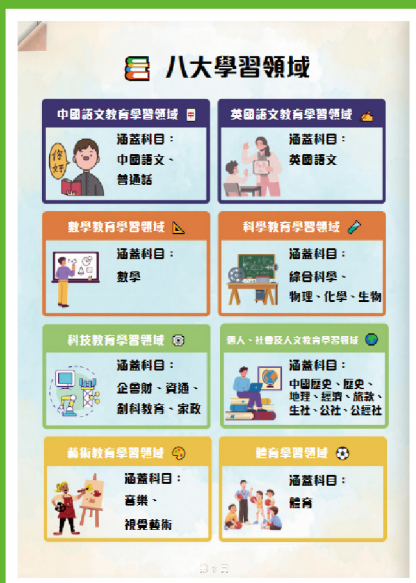 八大學習領域
中國語文教育學習領域
涵蓋科目：
中國語文、
普通話
英國語文教育學習領域
涵蓋科目：
英國語文
數學教育學習領域
涵蓋科目：
數學
科學教育學習領域
涵蓋科目：
綜合科學、
物理、化學、生物
科技教育學習領域
涵蓋科目：
企會財、資通、
創科教育、家政
個人、社會及人文教育學習領域
涵蓋科目：
中國歷史、歷史、
地理、經濟、旅款、
生社、公社、公經社
藝術教育學習領域
涵蓋科目：
音樂、
視覺藝術
體育學習領域
涵蓋科目：
體育